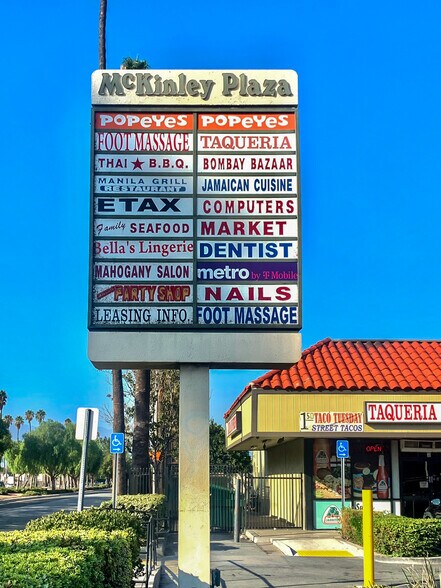 McKinley Plaza
POPEYES POPEYES
FOOT MASSAGE TAQUERIA
THAI ★ B.B.Q. BOMBAY BAZAAR
MANILA GRILL
RESTAURANT
JAMAICAN CUISINE
ETAX COMPUTERS
Family SEAFOOD MARKET
Bella's Lingerie DENTIST
MAHOGANY SALON metro by T-Mobile
PARTY SHOP NAILS
LEASING INFO. FOOT MASSAGE
TACO TUESDAY
STREET TACOS
TAQUERIA
OPEN